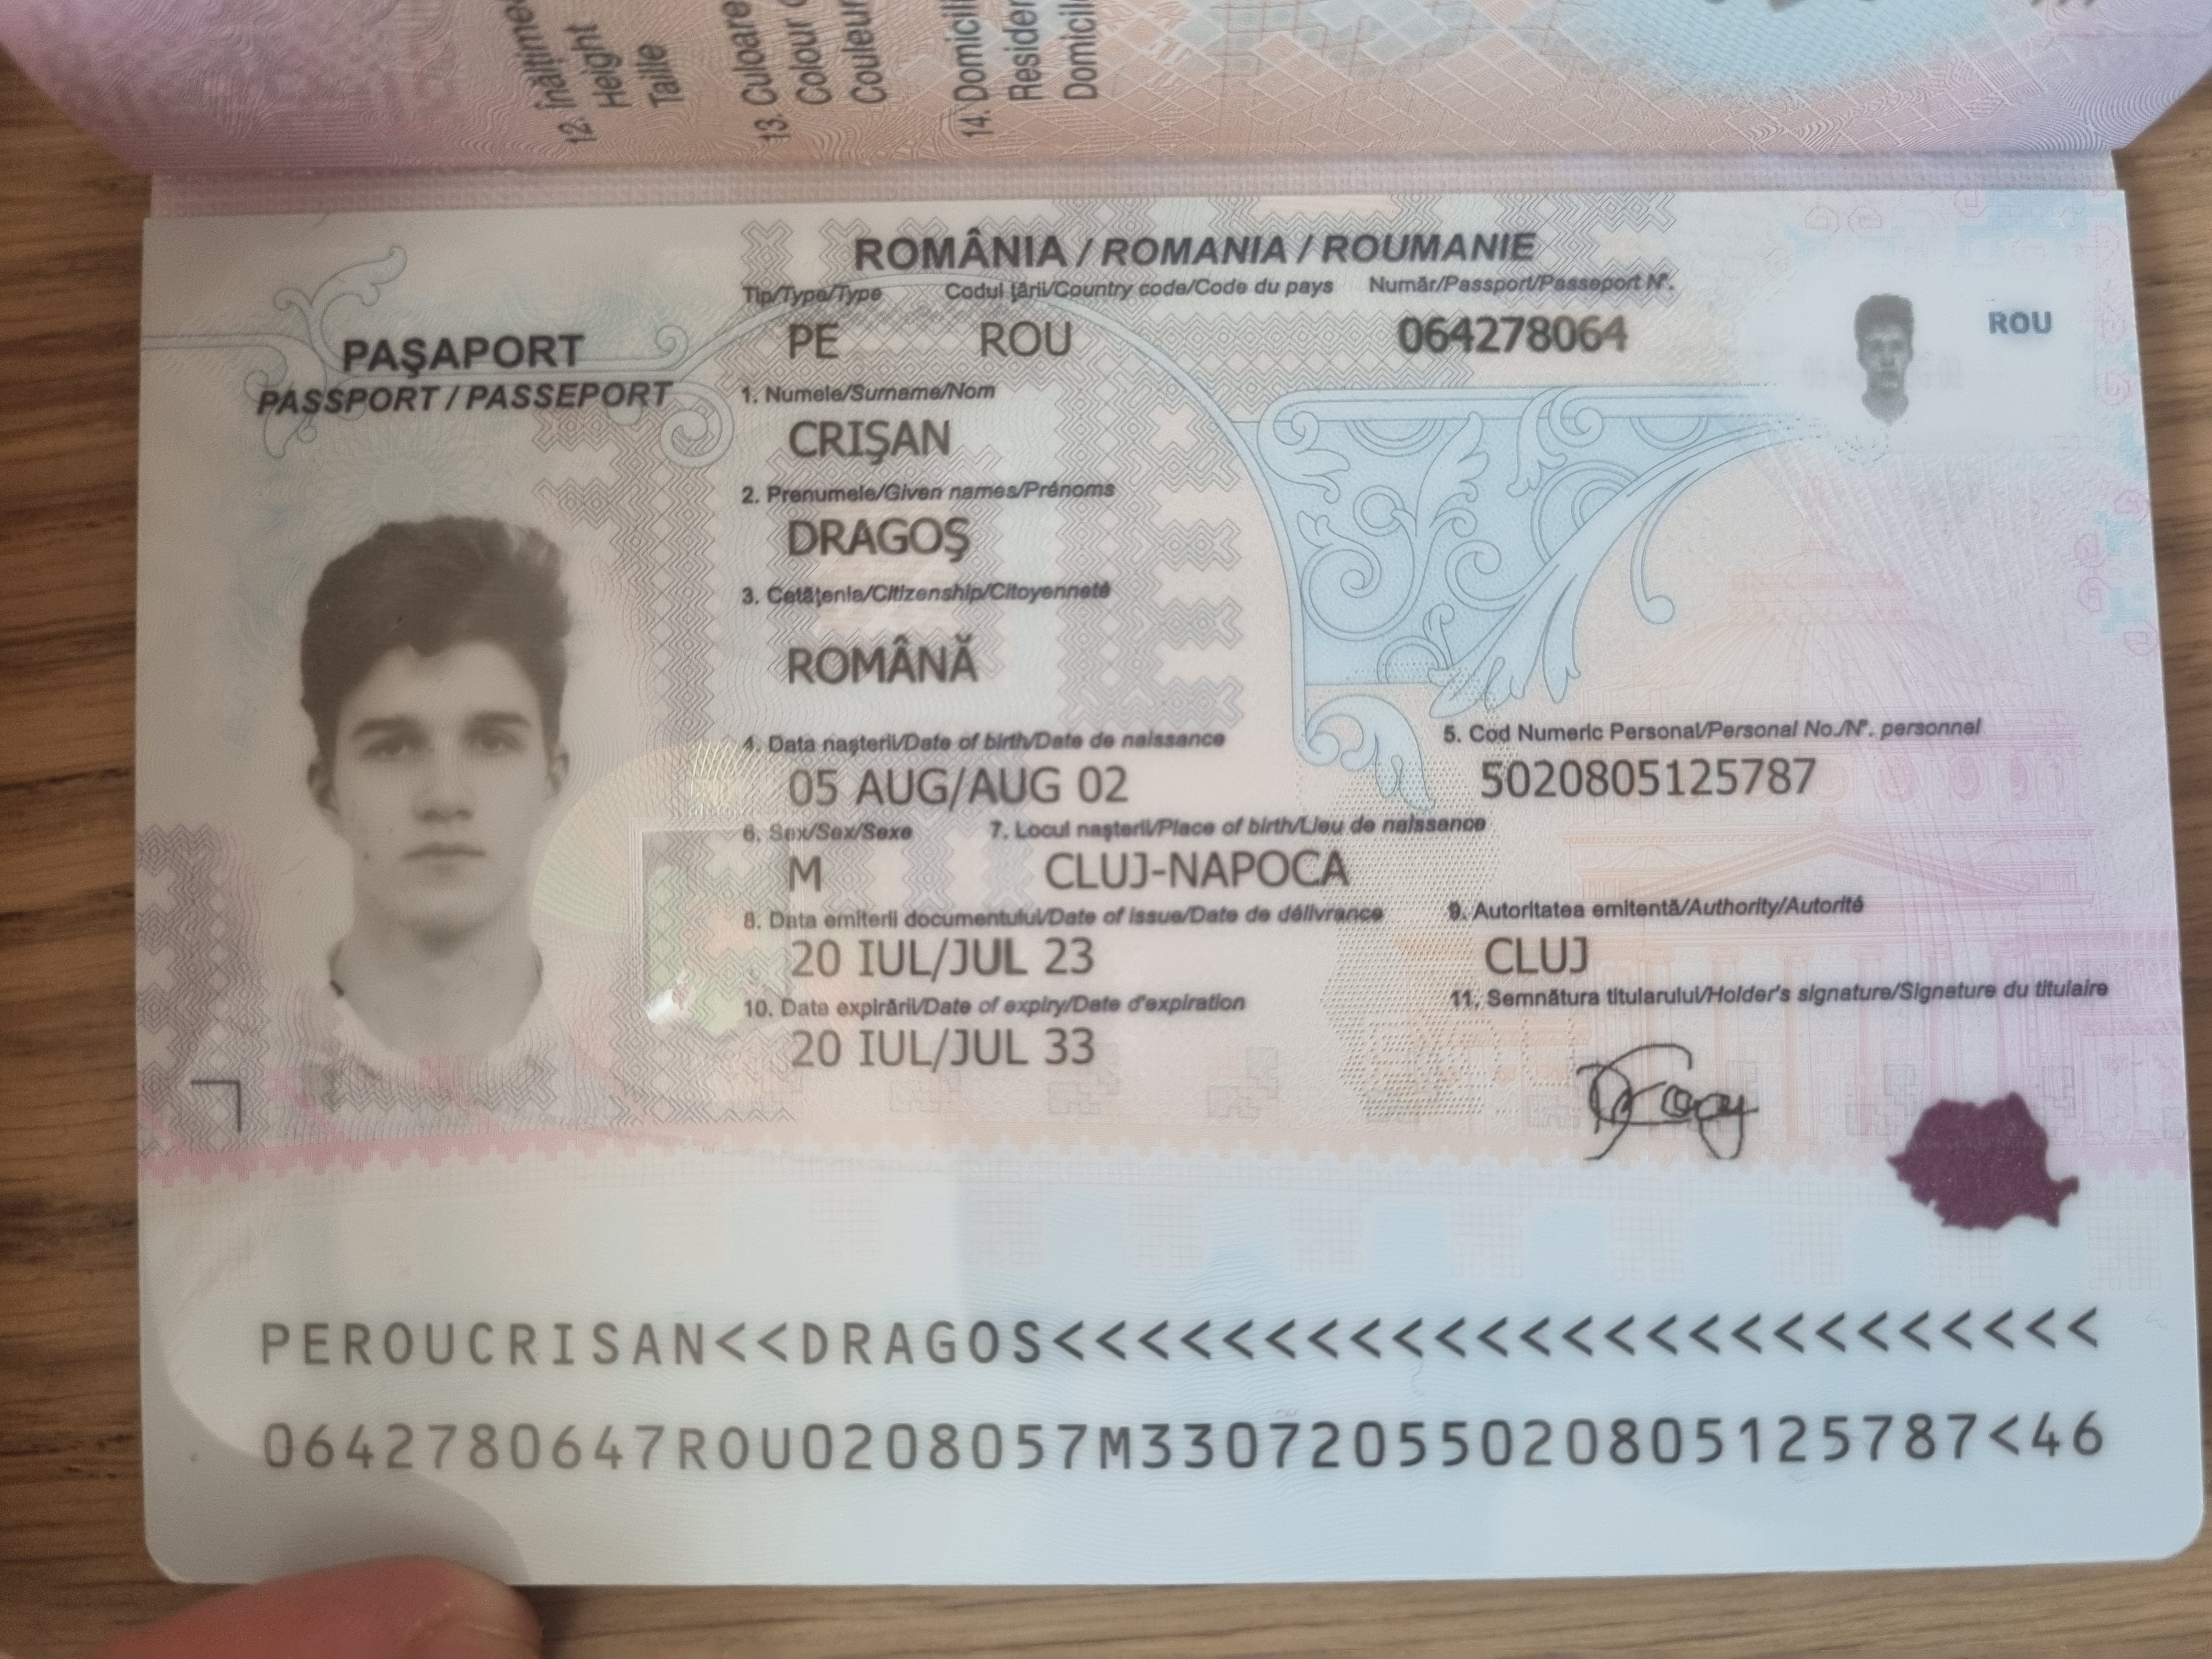 ROMÂNIA / ROMANIA / ROUMANIE
PAŞAPORT
PASSPORT / PASSEPORT
Tip/Type/Type Codul ţării/Country code/Code du pays Număr/Passport/Passeport Nº.
PE ROU 064278064
ROU
1. Numele/Surname/Nom
CRIŞAN
2. Prenumele/Given names/Prénoms
DRAGOŞ
3. Cetăţenia/Citizenship/Citoyenneté
ROMÂNĂ
4. Data naşterii/Date of birth/Date de naissance 5. Cod Numeric Personal/Personal No./Nº. personnel
05 AUG/AUG 02 5020805125787
6. Sex/Sex/Sexe 7. Locul naşterii/Place of birth/Lieu de naissance
M CLUJ-NAPOCA
8. Data emiterii documentului/Date of issue/Date de délivrance 9. Autoritatea emitentă/Authority/Autorité
20 IUL/JUL 23 CLUJ
10. Data expirării/Date of expiry/Date d'expiration 11. Semnătura titularului/Holder's signature/Signature du titulaire
20 IUL/JUL 33
PEROUCRISAN<<DRAGOS<<<<<<<<<<<<<<<<<<<<<<<<<
0642780647ROU0208057M33072055020805125787<46
12. Înălţimea
Height
Taille
13. Culoare
Colour
Couleur
14.